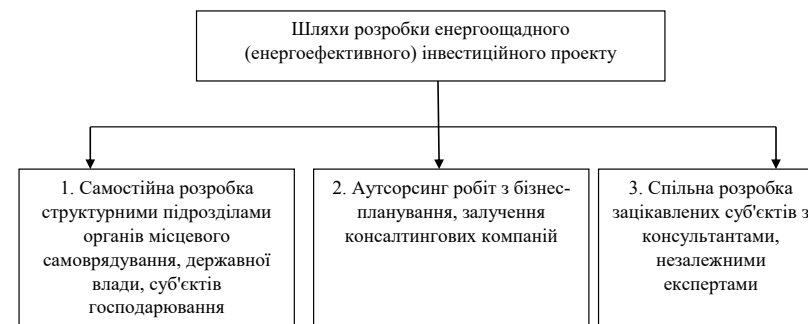 Шляхи розробки енергоощадного
(енергоефективного) інвестиційного проекту
1. Самостійна розробка
структурними підрозділами
органів місцевого
самоврядування, державної
влади, суб'єктів
господарювання
2. Аутсорсинг робіт з бізнес-
планування, залучення
консалтингових компаній
3. Спільна розробка
зацікавлених суб'єктів з
консультантами,
незалежними
експертами